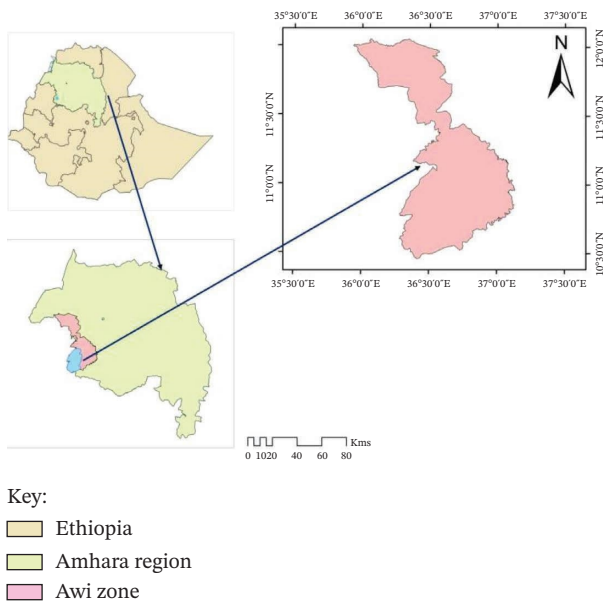 35°30'0"E 36°0'0"E 36°30'0"E 37°0'0"E 37°30'0"E
N
12°0'0"N
11°30'0"N
11°30'0"N
11°0'0"N
11°0'0"N
10°30'0"N
35°30'0"E 36°0'0"E 36°30'0"E 37°0'0"E 37°30'0"E
Kms
0 10 20 40 60 80
Key:
Ethiopia
Amhara region
Awi zone